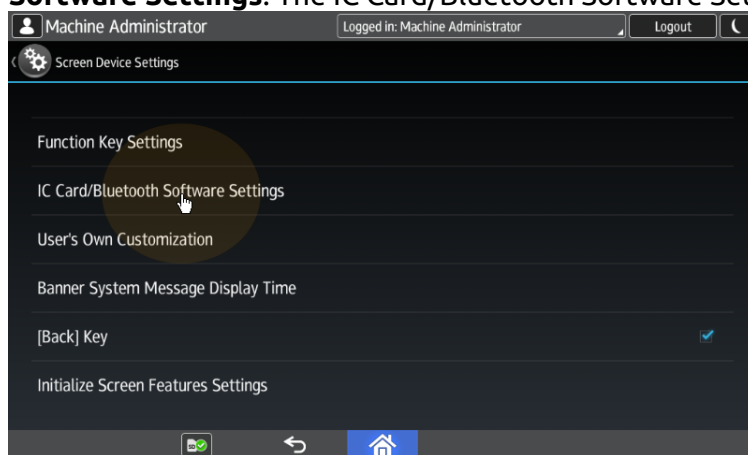 Software Settings. The IC Card/Bluetooth Software Set
Machine Administrator
Logged in: Machine Administrator
Logout
Screen Device Settings
Function Key Settings
IC Card/Bluetooth Software Settings
User's Own Customization
Banner System Message Display Time
[Back] Key
Initialize Screen Features Settings
SD